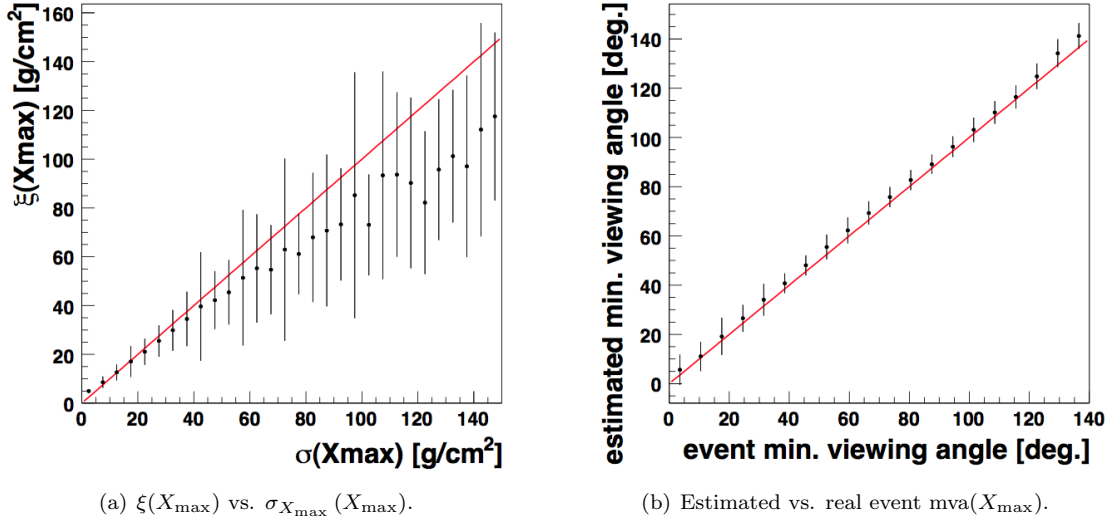 160
140
120
100
80
60
40
20
0
ξ(Xmax) [g/cm²]
0 20 40 60 80 100 120 140
σ(Xmax) [g/cm²]
140
120
100
80
60
40
20
0
estimated min. viewing angle [deg.]
0 20 40 60 80 100 120 140
event min. viewing angle [deg.]
(a) ξ(Xmax) vs. σXmax (Xmax).
(b) Estimated vs. real event mva(Xmax).